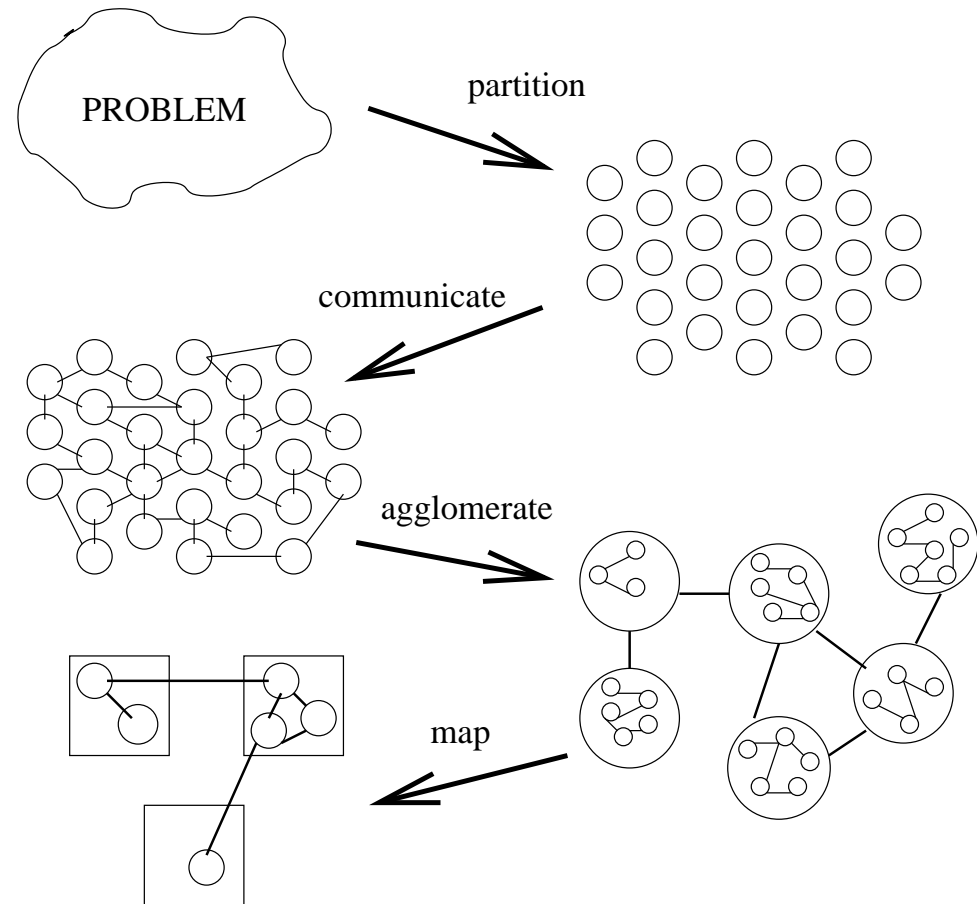 PROBLEM
partition
communicate
agglomerate
map